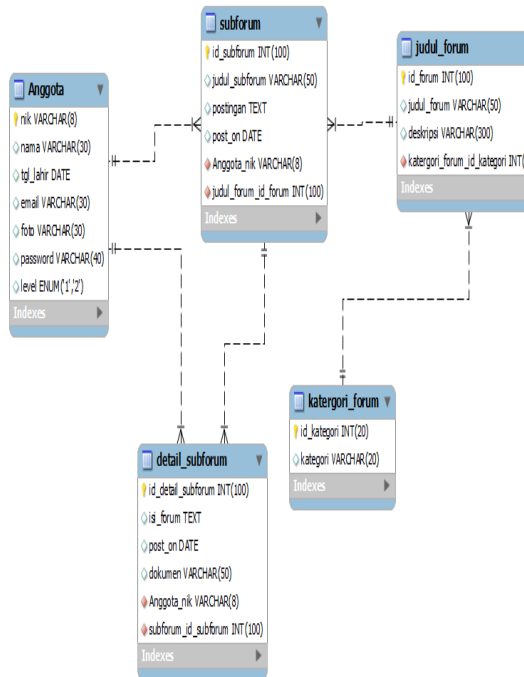 Anggota
nik VARCHAR(8)
nama VARCHAR(30)
tgl_lahir DATE
email VARCHAR(30)
foto VARCHAR(30)
password VARCHAR(40)
level ENUM('1','2')
Indexes
subforum
id_subforum INT(100)
judul_subforum VARCHAR(50)
postingan TEXT
post_on DATE
Anggota_nik VARCHAR(8)
judul_forum_id_forum INT(100)
Indexes
judul_forum
id_forum INT(100)
judul_forum VARCHAR(50)
deskripsi VARCHAR(300)
katergori_forum_id_kategori INT(
Indexes
katergori_forum
id_kategori INT(20)
kategori VARCHAR(20)
Indexes
detail_subforum
id_detail_subforum INT(100)
isi_forum TEXT
post_on DATE
dokumen VARCHAR(50)
Anggota_nik VARCHAR(8)
subforum_id_subforum INT(100)
Indexes